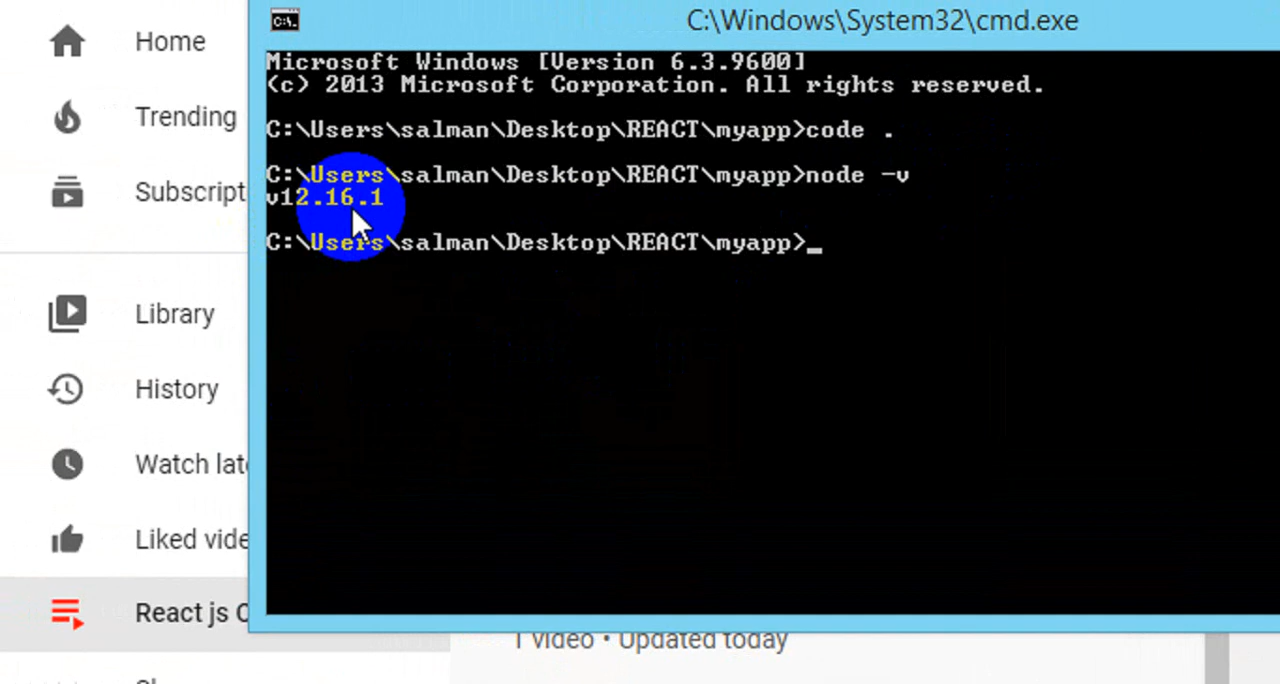 C:\Windows\System32\cmd.exe
Home
Trending
Subscript
Library
History
Watch late
Liked vide
React js C
Microsoft Windows [Version 6.3.9600]
(c) 2013 Microsoft Corporation. All rights reserved.
C:\Users\salman\Desktop\REACT\myapp>code .
C:\Users\salman\Desktop\REACT\myapp>node -v
v12.16.1
C:\Users\salman\Desktop\REACT\myapp>_
1 video • Updated today